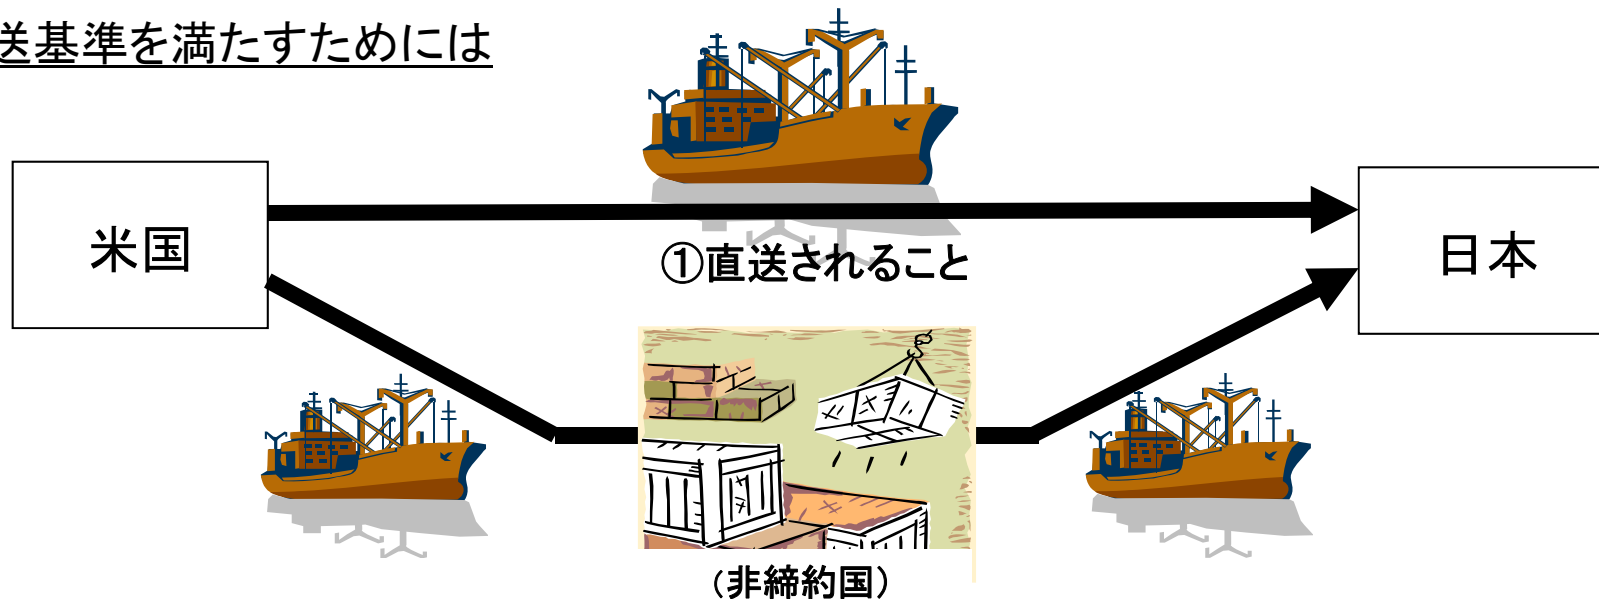 送基準を満たすためには
米国
日本
①直送されること
（非締約国）